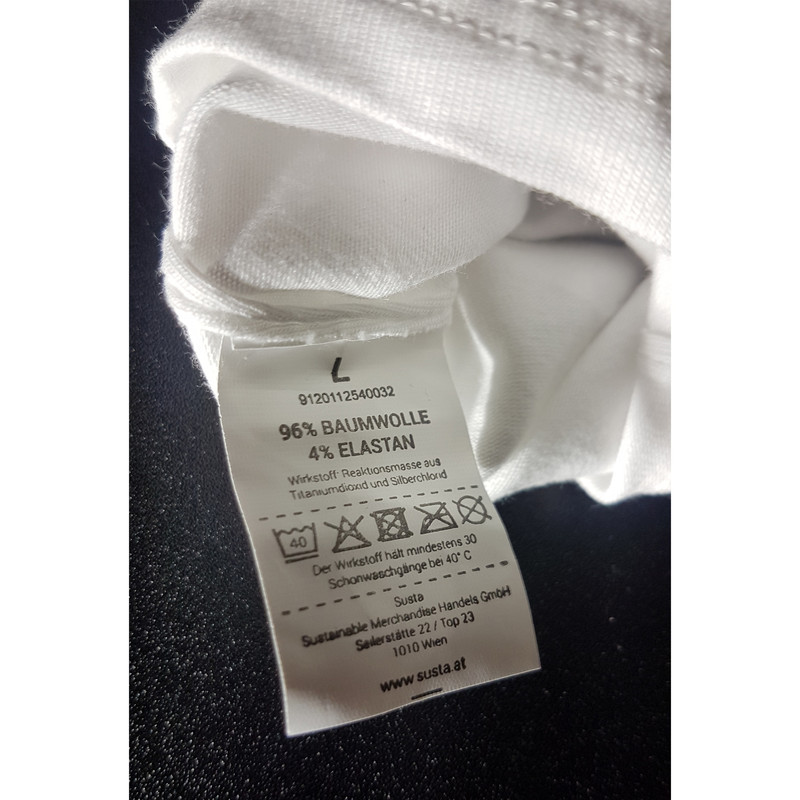 L
9120112540032
96% BAUMWOLLE
4% ELASTAN
Wirkstoff: Reaktionsmasse aus
Titaniumdioxid und Silberchlorid
40
Der Wirkstoff hält mindestens 30
Schonwaschgänge bei 40° C
Susta
Sustainable Merchandise Handels GmbH
Seilerstätte 22 / Top 23
1010 Wien
www.susta.at